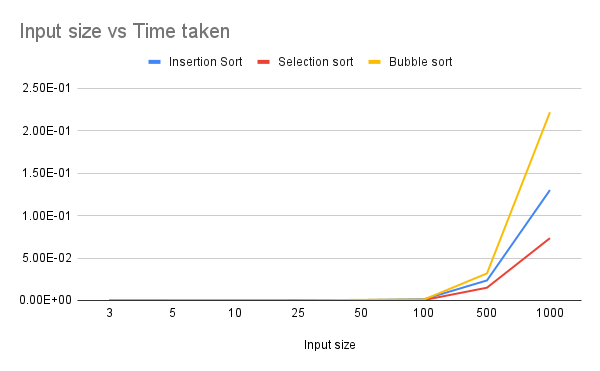 Input size vs Time taken
Insertion Sort Selection sort Bubble sort
2.50E-01
2.00E-01
1.50E-01
1.00E-01
5.00E-02
0.00E+00
3 5 10 25 50 100 500 1000
Input size